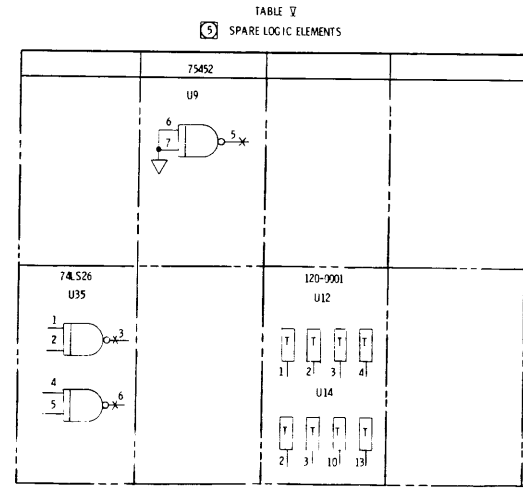 TABLE V
5 SPARE LOGIC ELEMENTS
75452
U9
6
7
5
74LS26
U35
1
2
3
4
5
6
120-9001
U12
T T T T
1 2 3 4
U14
T T T T
2 3 10 13